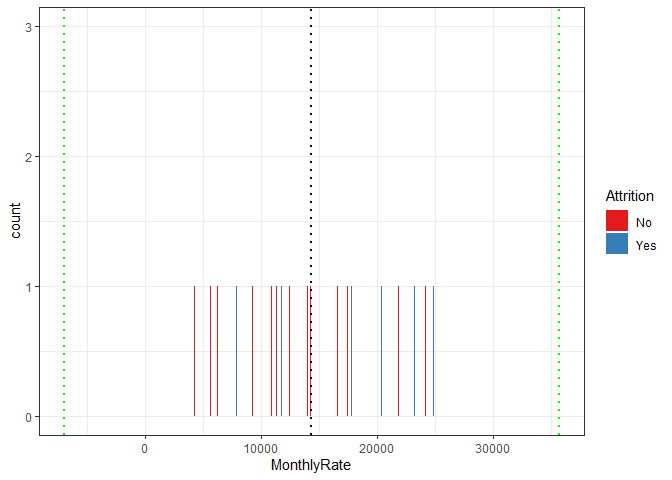 3
2
1
0
count
0
10000
20000
30000
MonthlyRate
Attrition
No
Yes